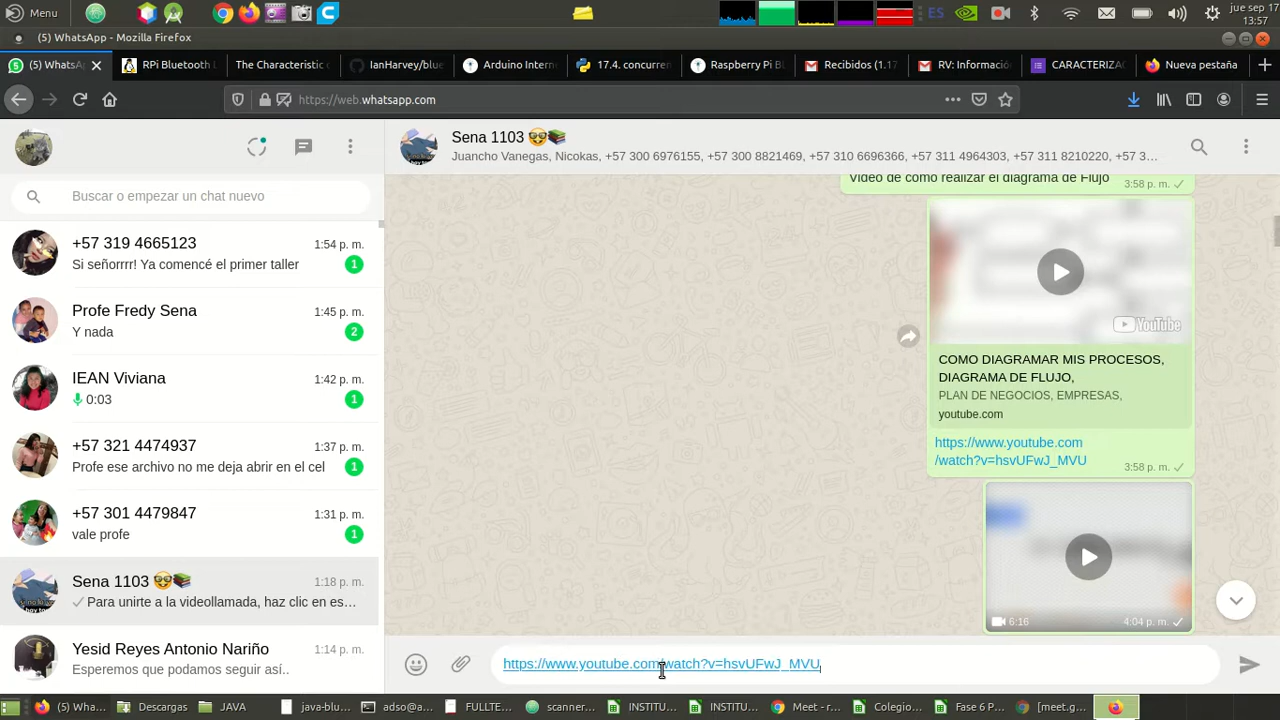 Menu
ES
jue sep 17
13:57
(5) WhatsApp - Mozilla Firefox
(5) WhatsA
RPi Bluetooth L
The Characteristic o
IanHarvey/blue
Arduino Intern
17.4. concurren
Raspberry Pi Bl
Recibidos (1.17
RV: Informació
CARACTERIZAC
Nueva pestaña
https://web.whatsapp.com
Sena 1103
Juancho Vanegas, Nicokas, +57 300 6976155, +57 300 8821469, +57 310 6696366, +57 311 4964303, +57 311 8210220, +57 3…
Buscar o empezar un chat nuevo
+57 319 4665123
1:54 p. m.
Si señorrrr! Ya comencé el primer taller
1
Profe Fredy Sena
1:45 p. m.
Y nada
2
IEAN Viviana
1:42 p. m.
0:03
1
+57 321 4474937
1:37 p. m.
Profe ese archivo no me deja abrir en el cel
1
+57 301 4479847
1:31 p. m.
vale profe
1
Sena 1103
1:18 p. m.
Para unirte a la videollamada, haz clic en es…
Yesid Reyes Antonio Nariño
1:14 p. m.
Esperemos que podamos seguir así..
Video de como realizar el diagrama de Flujo
3:58 p. m.
YouTube
COMO DIAGRAMAR MIS PROCESOS,
DIAGRAMA DE FLUJO,
PLAN DE NEGOCIOS, EMPRESAS,
youtube.com
https://www.youtube.com
/watch?v=hsvUFwJ_MVU
3:58 p. m.
6:16
4:04 p. m.
https://www.youtube.com/watch?v=hsvUFwJ_MVU
(5) Wha...
Descargas
JAVA
java-blu...
adso@a...
FULLTE...
scanner...
INSTITU...
INSTITU...
Meet - r...
Colegio...
Fase 6 P...
[meet.g...